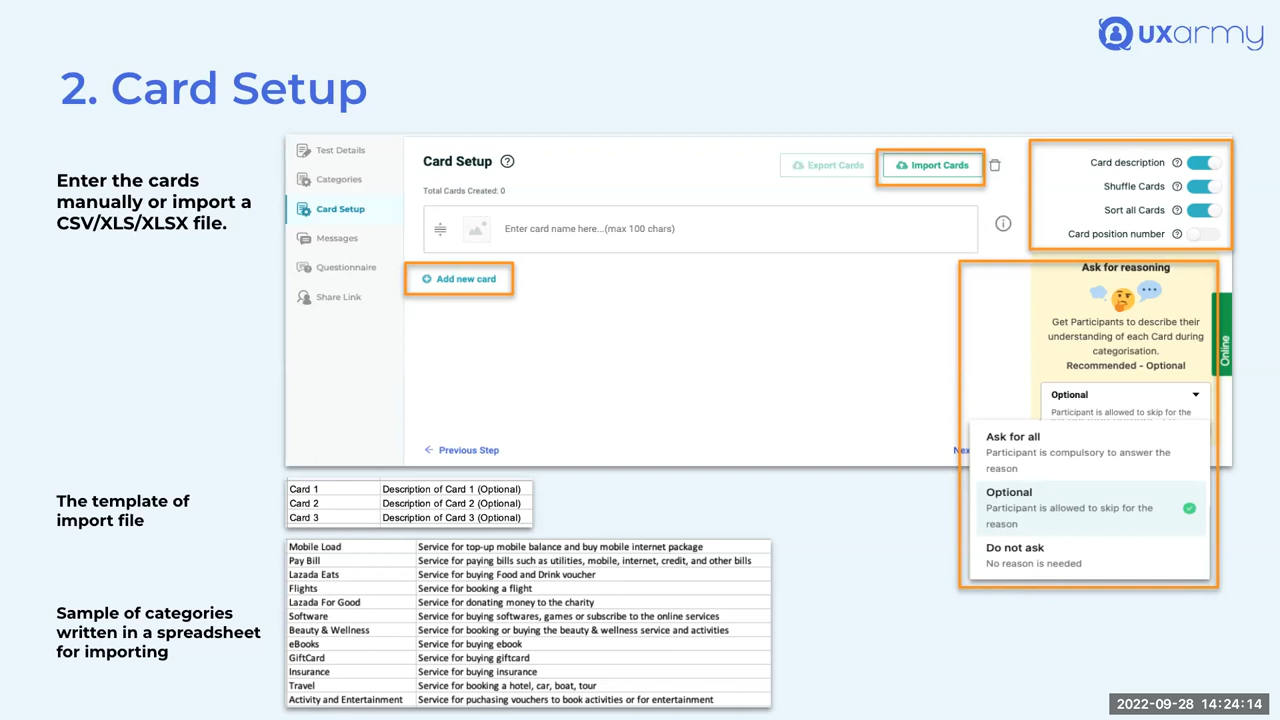 UXarmy
2. Card Setup
Enter the cards
manually or import a
CSV/XLS/XLSX file.
Test Details
Categories
Card Setup
Messages
Questionnaire
Share Link
Card Setup ?
Export Cards
Import Cards
Total Cards Created: 0
Enter card name here...(max 100 chars)
Add new card
Previous Step
Card description ?
Shuffle Cards ?
Sort all Cards ?
Card position number ?
Ask for reasoning
Get Participants to describe their
understanding of each Card during
categorisation.
Recommended - Optional
Online
Optional
Participant is allowed to skip for the
Ask for all
Participant is compulsory to answer the
reason
Optional
Participant is allowed to skip for the
reason
Do not ask
No reason is needed
The template of
import file
Card 1 Description of Card 1 (Optional)
Card 2 Description of Card 2 (Optional)
Card 3 Description of Card 3 (Optional)
Sample of categories
written in a spreadsheet
for importing
Mobile Load Service for top-up mobile balance and buy mobile internet package
Pay Bill Service for paying bills such as utilities, mobile, internet, credit, and other bills
Lazada Eats Service for buying Food and Drink voucher
Flights Service for booking a flight
Lazada For Good Service for donating money to the charity
Software Service for buying softwares, games or subscribe to the online services
Beauty & Wellness Service for booking or buying the beauty & wellness service and activities
eBooks Service for buying ebook
GiftCard Service for buying giftcard
Insurance Service for buying insurance
Travel Service for booking a hotel, car, boat, tour
Activity and Entertainment Service for puchasing vouchers to book activities or for entertainment
2022-09-28 14:24:14